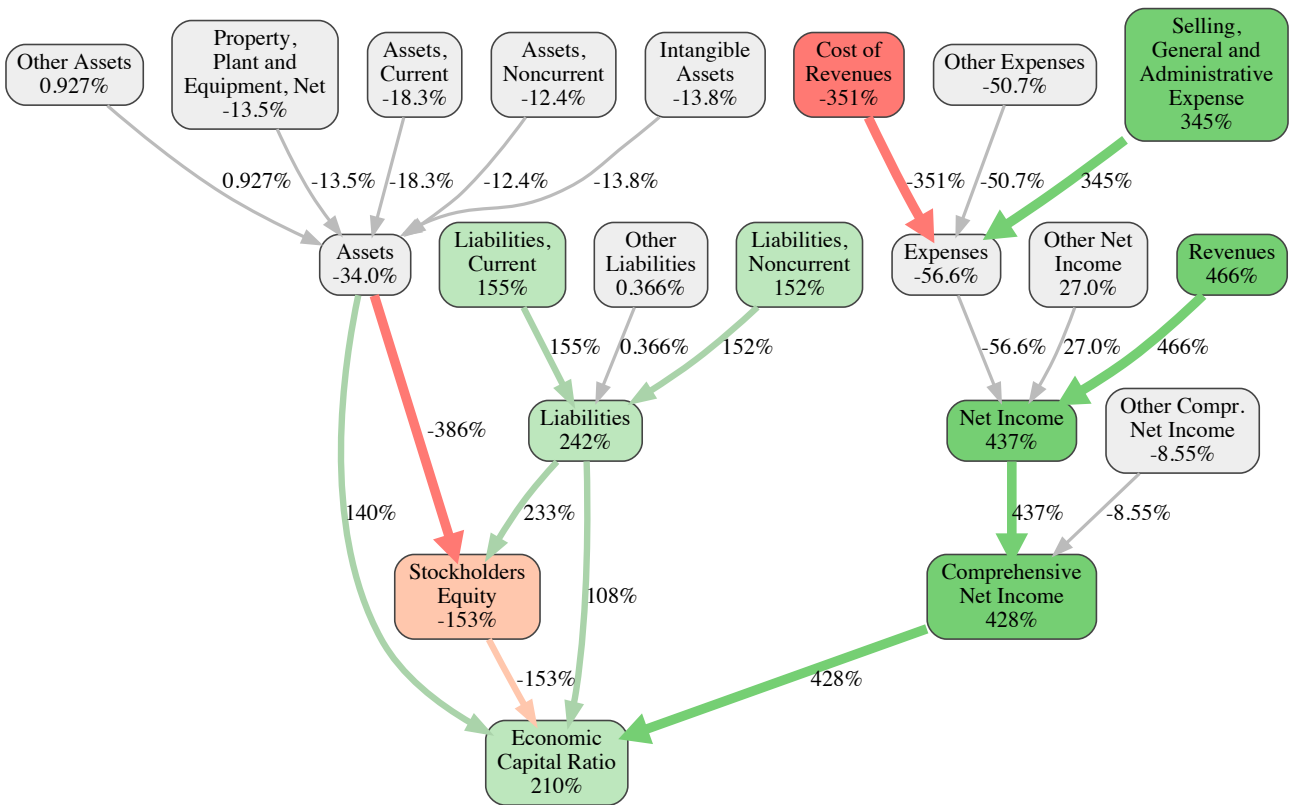 Other Assets
0.927%
Property,
Plant and
Equipment, Net
-13.5%
Assets,
Current
-18.3%
Assets,
Noncurrent
-12.4%
Intangible
Assets
-13.8%
Cost of
Revenues
-351%
Other Expenses
-50.7%
Selling,
General and
Administrative
Expense
345%
0.927%
-13.5%
-18.3%
-12.4%
-13.8%
-351%
-50.7%
345%
Assets
-34.0%
Liabilities,
Current
155%
Other
Liabilities
0.366%
Liabilities,
Noncurrent
152%
Expenses
-56.6%
Other Net
Income
27.0%
Revenues
466%
155%
0.366%
152%
-56.6%
27.0%
466%
-386%
Liabilities
242%
Net Income
437%
Other Compr.
Net Income
-8.55%
140%
233%
437%
-8.55%
Stockholders
Equity
-153%
108%
Comprehensive
Net Income
428%
-153%
428%
Economic
Capital Ratio
210%